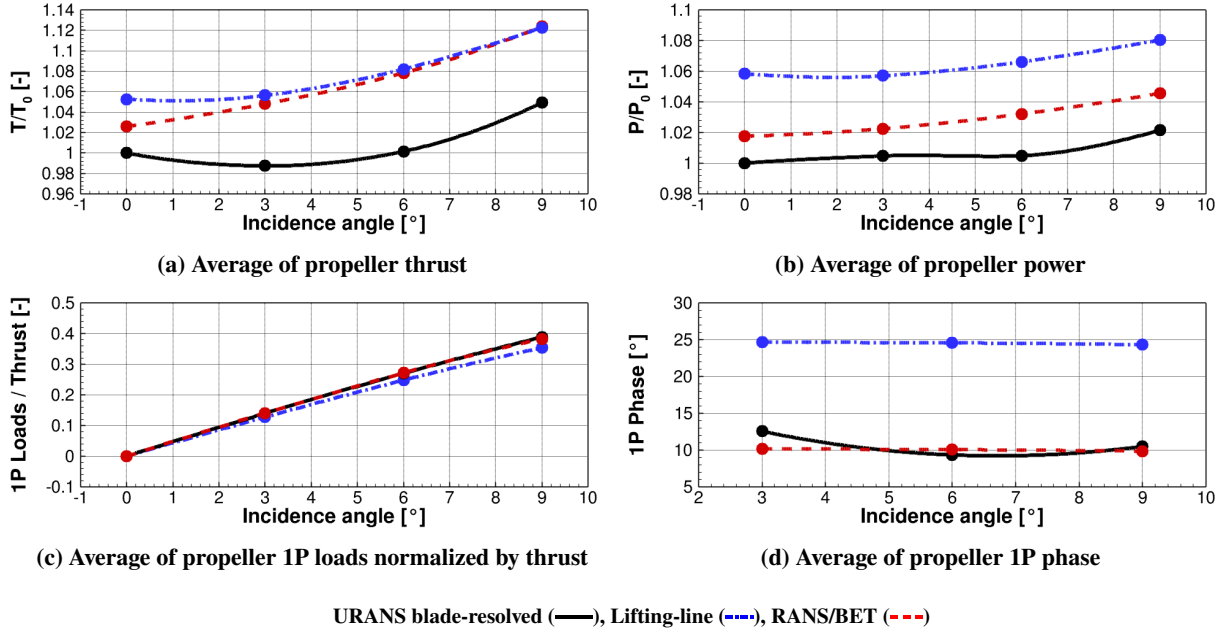 T/T₀ [-]
1.14
1.12
1.1
1.08
1.06
1.04
1.02
1
0.98
0.96
-1 0 1 2 3 4 5 6 7 8 9 10
Incidence angle [°]
(a) Average of propeller thrust
P/P₀ [-]
1.1
1.08
1.06
1.04
1.02
1
0.98
-1 0 1 2 3 4 5 6 7 8 9 10
Incidence angle [°]
(b) Average of propeller power
1P Loads / Thrust [-]
0.5
0.4
0.3
0.2
0.1
0
-0.1
-1 0 1 2 3 4 5 6 7 8 9 10
Incidence angle [°]
(c) Average of propeller 1P loads normalized by thrust
1P Phase [°]
30
25
20
15
10
5
2 3 4 5 6 7 8 9 10
Incidence angle [°]
(d) Average of propeller 1P phase
URANS blade-resolved (), Lifting-line (), RANS/BET ()